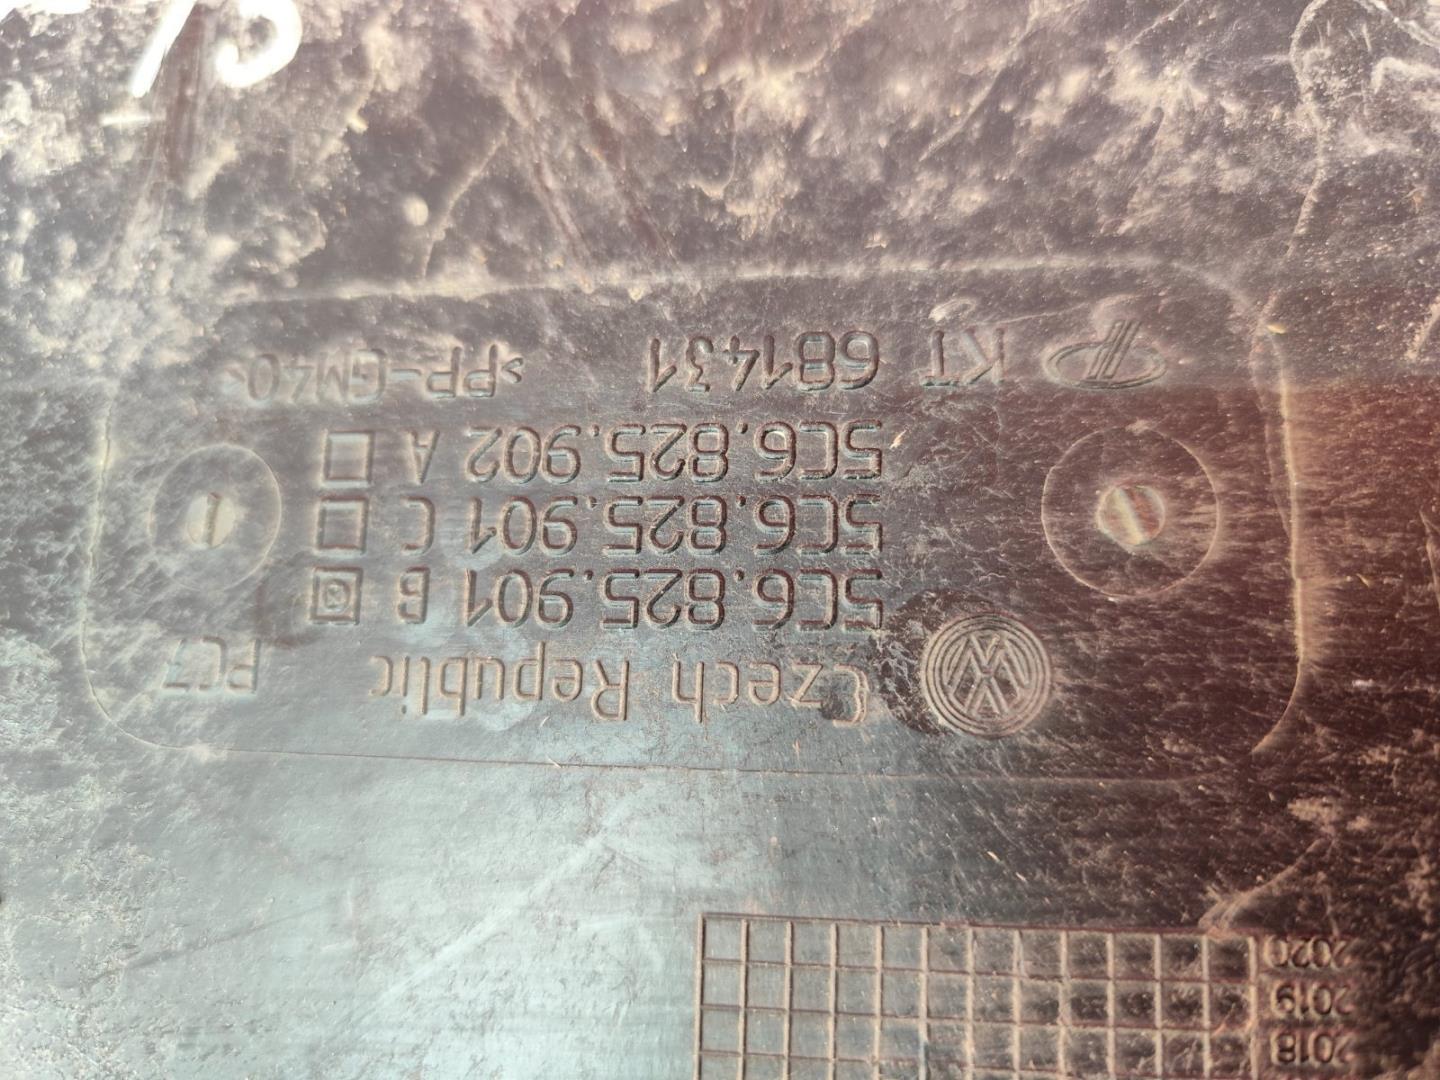 Czech Republic PC7
5C6.825.901 B
5C6.825.901 C
5C6.825.902 A
KT 681431 >PP-GM40<
2018
2019
2020